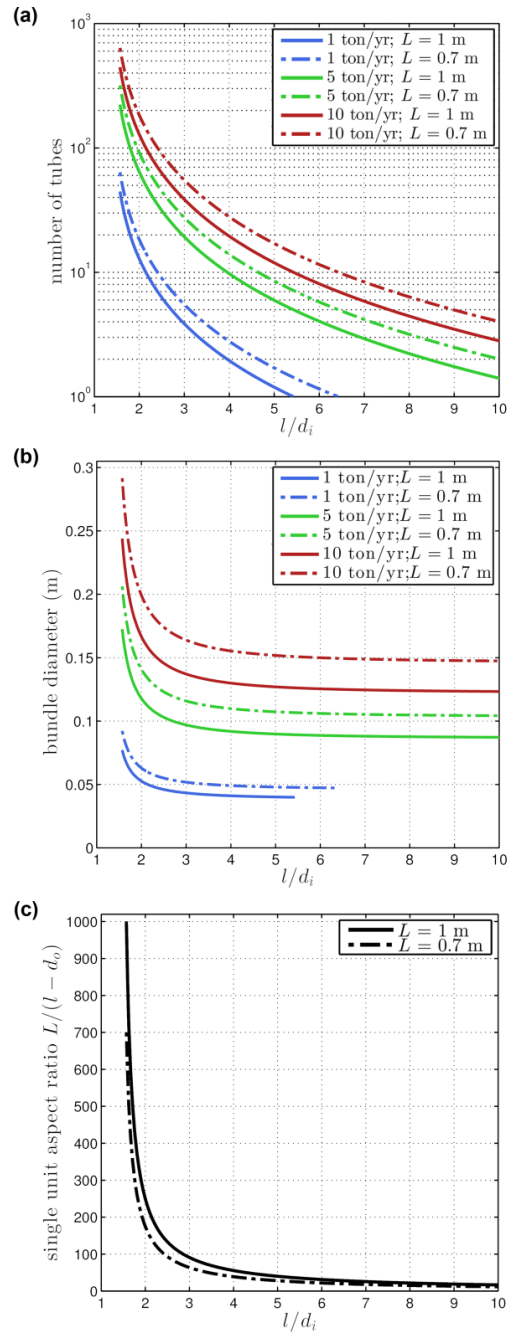 (a)
10³
10²
10¹
10⁰
number of tubes
1 ton/yr; L = 1 m
1 ton/yr; L = 0.7 m
5 ton/yr; L = 1 m
5 ton/yr; L = 0.7 m
10 ton/yr; L = 1 m
10 ton/yr; L = 0.7 m
1 2 3 4 5 6 7 8 9 10
l/dᵢ
(b)
0.3
0.25
0.2
0.15
0.1
0.05
0
bundle diameter (m)
1 ton/yr;L = 1 m
1 ton/yr;L = 0.7 m
5 ton/yr;L = 1 m
5 ton/yr;L = 0.7 m
10 ton/yr;L = 1 m
10 ton/yr;L = 0.7 m
1 2 3 4 5 6 7 8 9 10
l/dᵢ
(c)
1000
900
800
700
600
500
400
300
200
100
0
single unit aspect ratio L/(l − dₒ)
L = 1 m
L = 0.7 m
1 2 3 4 5 6 7 8 9 10
l/dᵢ